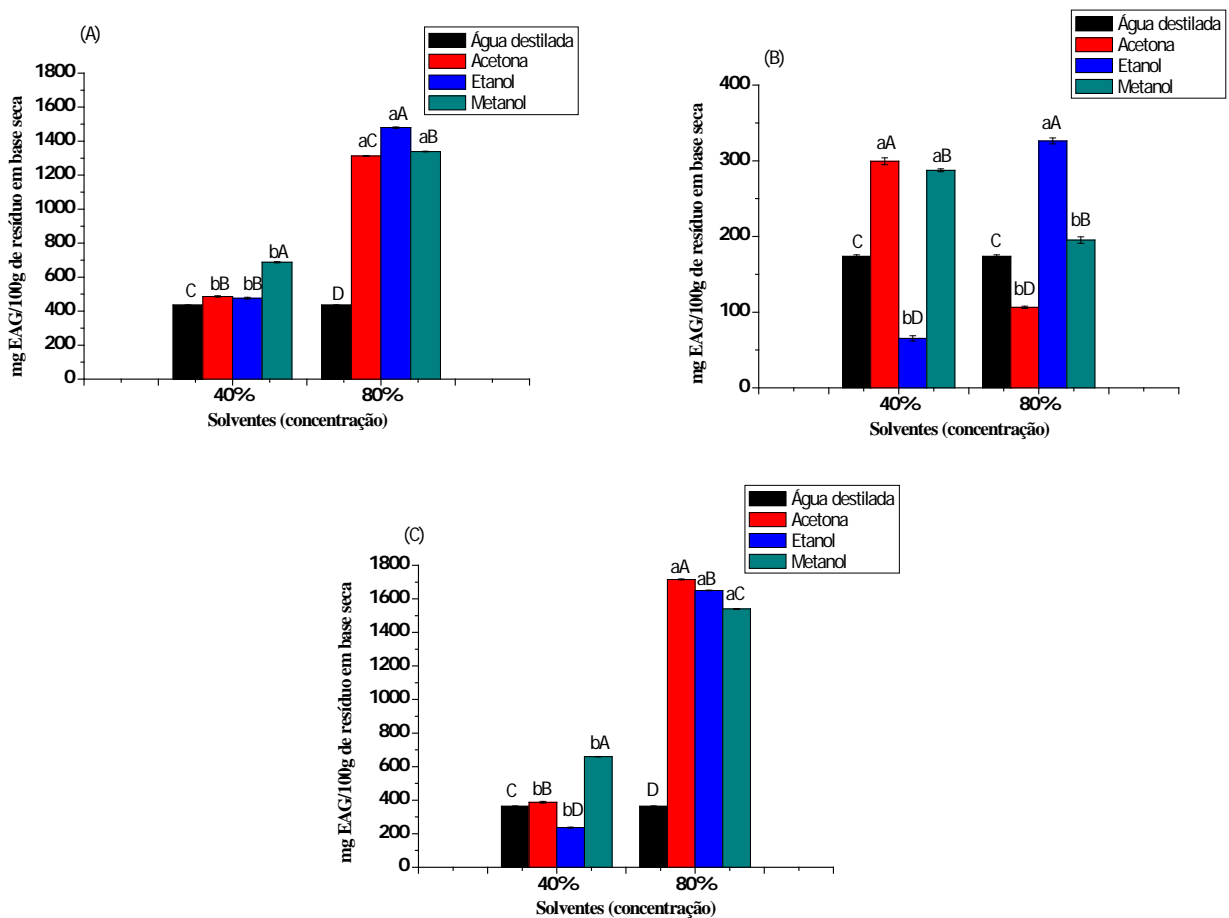 (A)
Água destilada
Acetona
Etanol
Metanol
mg EAG/100g de resíduo em base seca
1800
1600
1400
1200
1000
800
600
400
200
0
C
bB
bB
bA
D
aC
aA
aB
40%
80%
Solventes (concentração)
(B)
Água destilada
Acetona
Etanol
Metanol
mg EAG/100g de resíduo em base seca
400
300
200
100
0
C
aA
bD
aB
C
bD
aA
bB
40%
80%
Solventes (concentração)
(C)
Água destilada
Acetona
Etanol
Metanol
mg EAG/100g de resíduo em base seca
1800
1600
1400
1200
1000
800
600
400
200
0
C
bB
bD
bA
D
aA
aB
aC
40%
80%
Solventes (concentração)